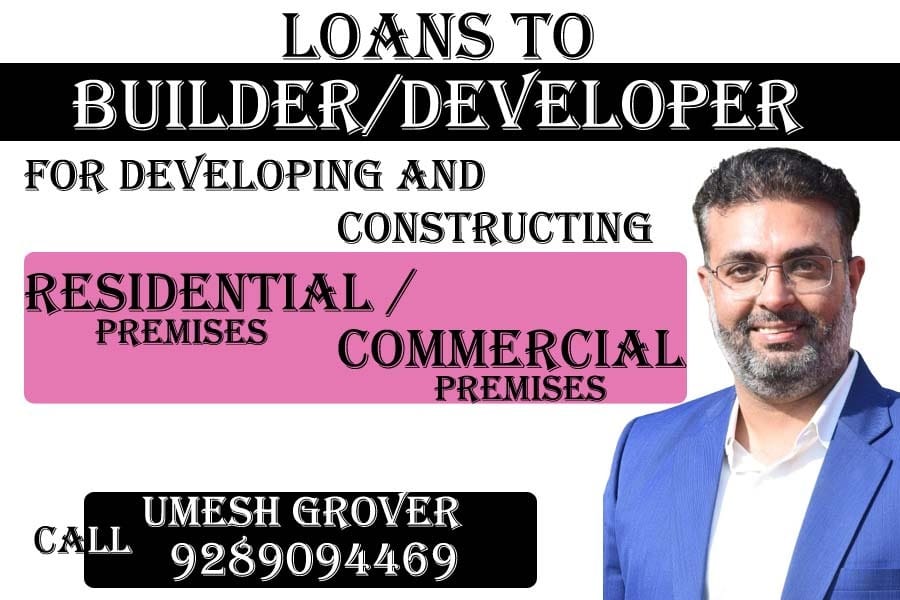 LOANS TO
BUILDER/DEVELOPER
FOR DEVELOPING AND
CONSTRUCTING
RESIDENTIAL /
PREMISES
COMMERCIAL
PREMISES
UMESH GROVER
CALL
9289094469